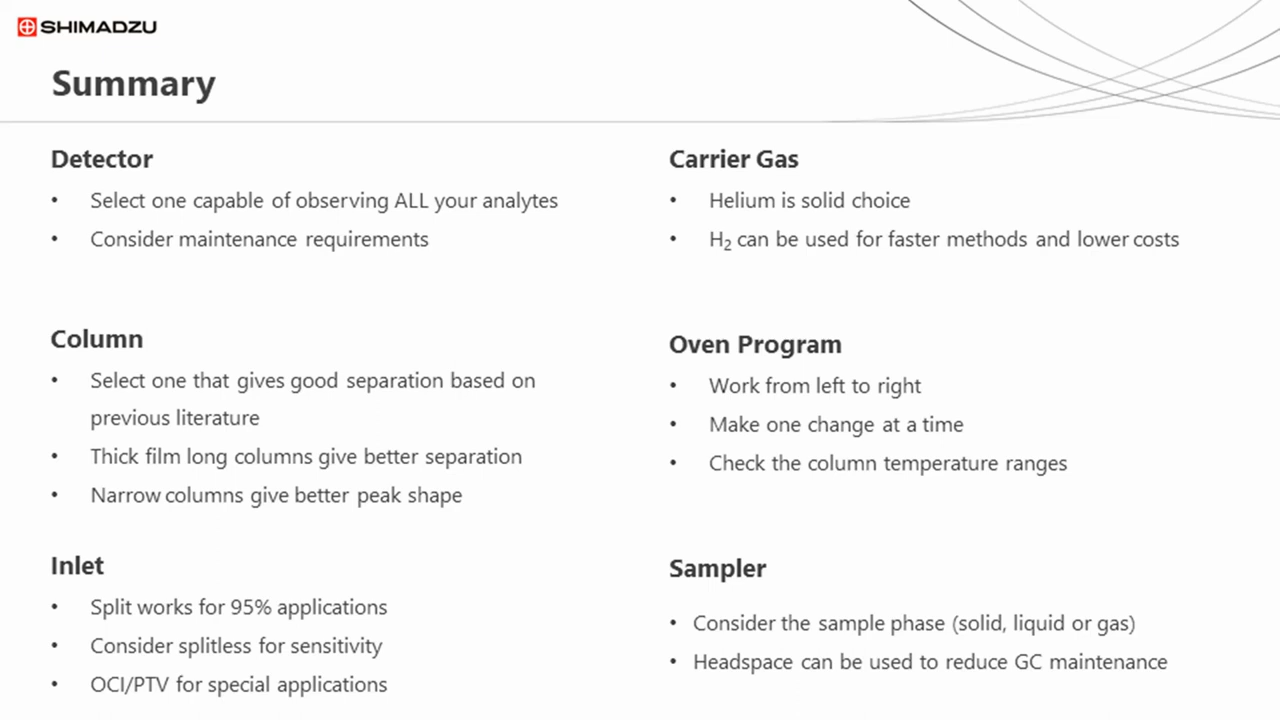 SHIMADZU
Summary
Detector
• Select one capable of observing ALL your analytes
• Consider maintenance requirements
Column
• Select one that gives good separation based on
previous literature
• Thick film long columns give better separation
• Narrow columns give better peak shape
Inlet
• Split works for 95% applications
• Consider splitless for sensitivity
• OCI/PTV for special applications
Carrier Gas
• Helium is solid choice
• H₂ can be used for faster methods and lower costs
Oven Program
• Work from left to right
• Make one change at a time
• Check the column temperature ranges
Sampler
• Consider the sample phase (solid, liquid or gas)
• Headspace can be used to reduce GC maintenance